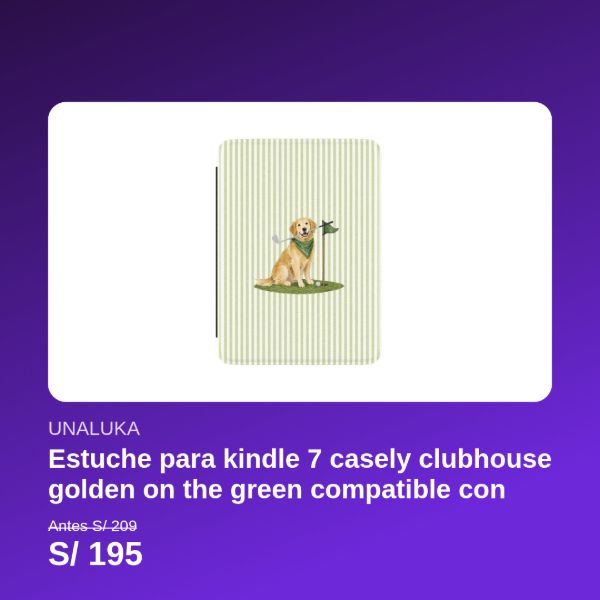 UNALUKA
Estuche para kindle 7 casely clubhouse
golden on the green compatible con
Antes S/ 209
S/ 195